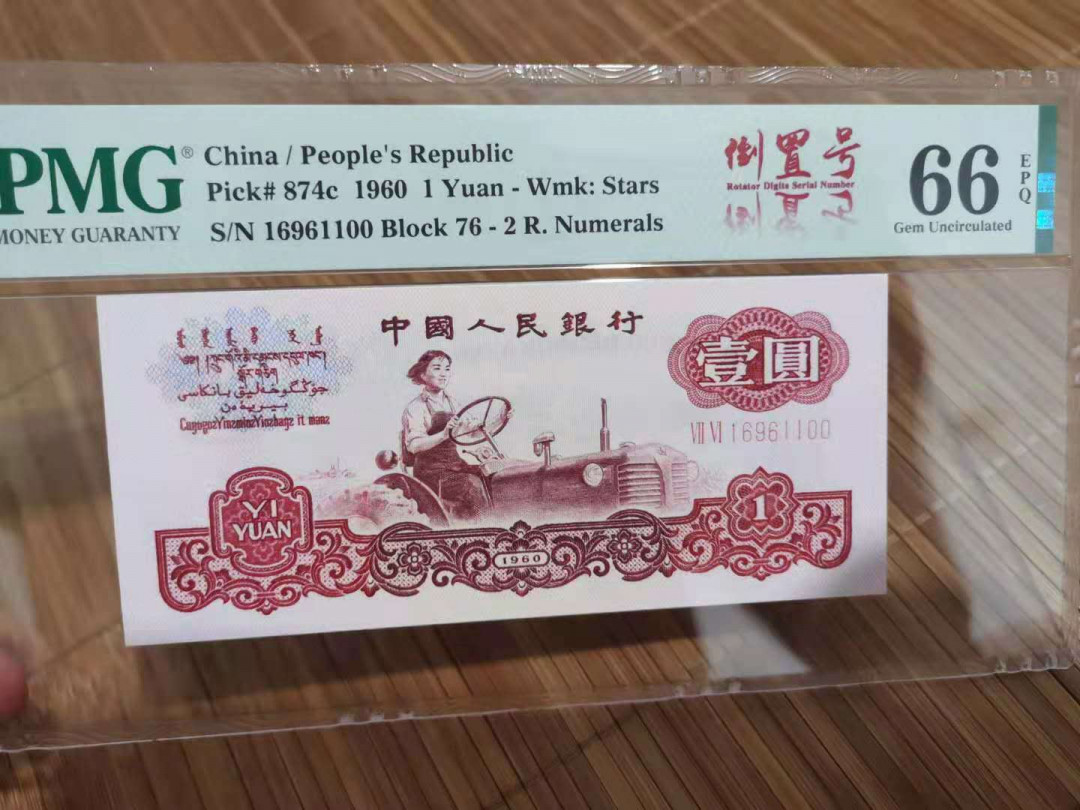 PMG®
MONEY GUARANTY
China / People's Republic
Pick# 874c 1960 1 Yuan - Wmk: Stars
S/N 16961100 Block 76 - 2 R. Numerals
倒置号
Rotator Digits Serial Number
66
EPQ
Gem Uncirculated
中國人民銀行
壹圓
VII VI 16961100
YI
YUAN
1
1960